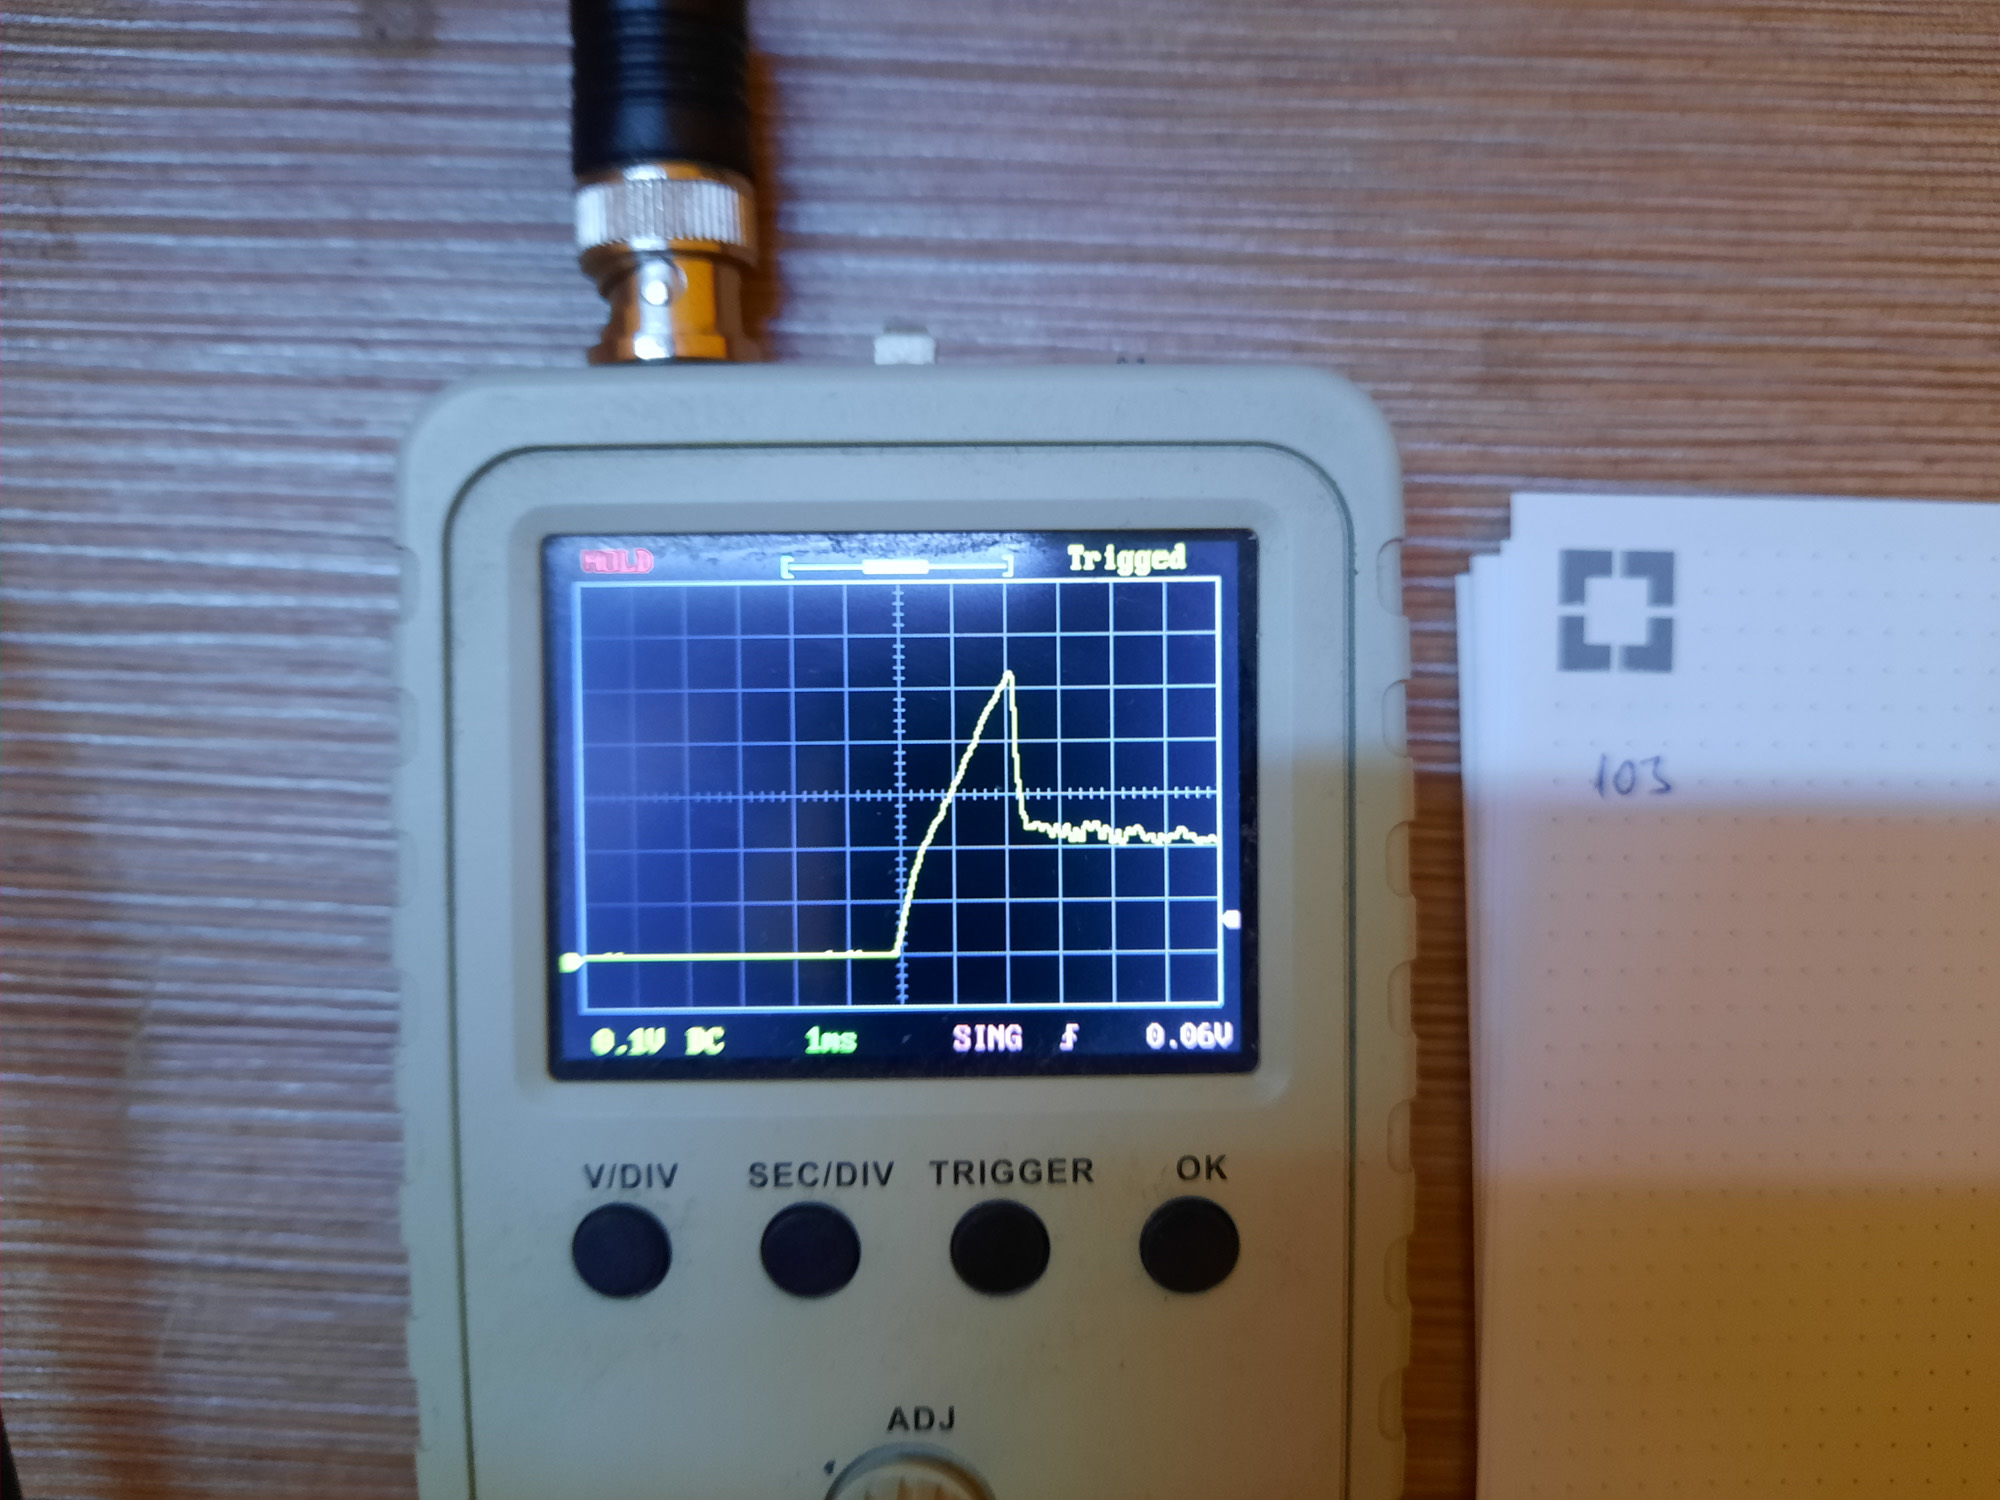 HOLD
Trigged
103
0.1V DC 1ms SING 0.06V
V/DIV SEC/DIV TRIGGER OK
ADJ